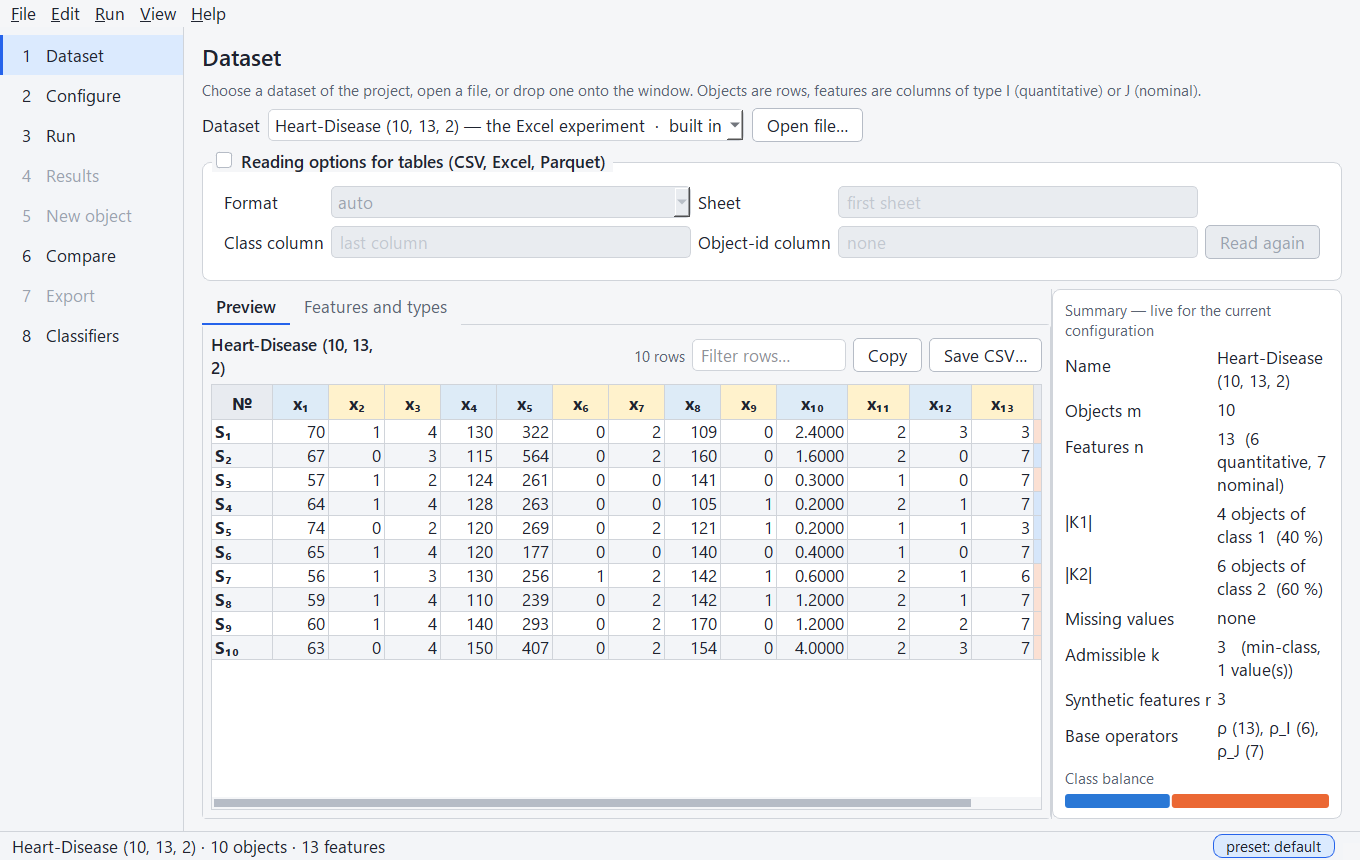 File Edit Run View Help
1 Dataset
2 Configure
3 Run
4 Results
5 New object
6 Compare
7 Export
8 Classifiers
Dataset
Choose a dataset of the project, open a file, or drop one onto the window. Objects are rows, features are columns of type I (quantitative) or J (nominal).
Dataset Heart-Disease (10, 13, 2) — the Excel experiment · built in Open file...
Reading options for tables (CSV, Excel, Parquet)
Format auto Sheet first sheet
Class column last column Object-id column none Read again
Preview Features and types
Heart-Disease (10, 13,
2)
10 rows Filter rows... Copy Save CSV...
№ x₁ x₂ x₃ x₄ x₅ x₆ x₇ x₈ x₉ x₁₀ x₁₁ x₁₂ x₁₃
S₁ 70 1 4 130 322 0 2 109 0 2.4000 2 3 3
S₂ 67 0 3 115 564 0 2 160 0 1.6000 2 0 7
S₃ 57 1 2 124 261 0 0 141 0 0.3000 1 0 7
S₄ 64 1 4 128 263 0 0 105 1 0.2000 2 1 7
S₅ 74 0 2 120 269 0 2 121 1 0.2000 1 1 3
S₆ 65 1 4 120 177 0 0 140 0 0.4000 1 0 7
S₇ 56 1 3 130 256 1 2 142 1 0.6000 2 1 6
S₈ 59 1 4 110 239 0 2 142 1 1.2000 2 1 7
S₉ 60 1 4 140 293 0 2 170 0 1.2000 2 2 7
S₁₀ 63 0 4 150 407 0 2 154 0 4.0000 2 3 7
Summary — live for the current
configuration
Name Heart-Disease
(10, 13, 2)
Objects m 10
Features n 13 (6
quantitative, 7
nominal)
|K1| 4 objects of
class 1 (40 %)
|K2| 6 objects of
class 2 (60 %)
Missing values none
Admissible k 3 (min-class,
1 value(s))
Synthetic features r 3
Base operators ρ (13), ρ_I (6),
ρ_J (7)
Class balance
Heart-Disease (10, 13, 2) · 10 objects · 13 features
preset: default